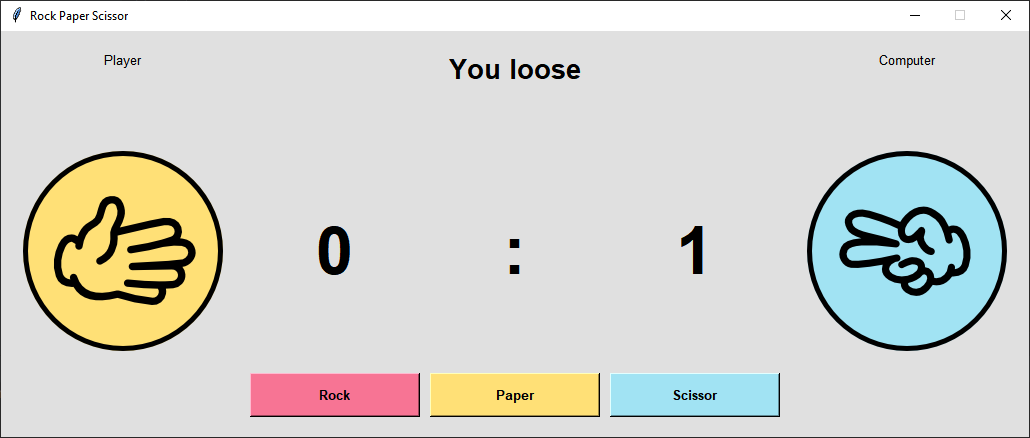 Rock Paper Scissor
Player
You loose
Computer
0 : 1
Rock
Paper
Scissor